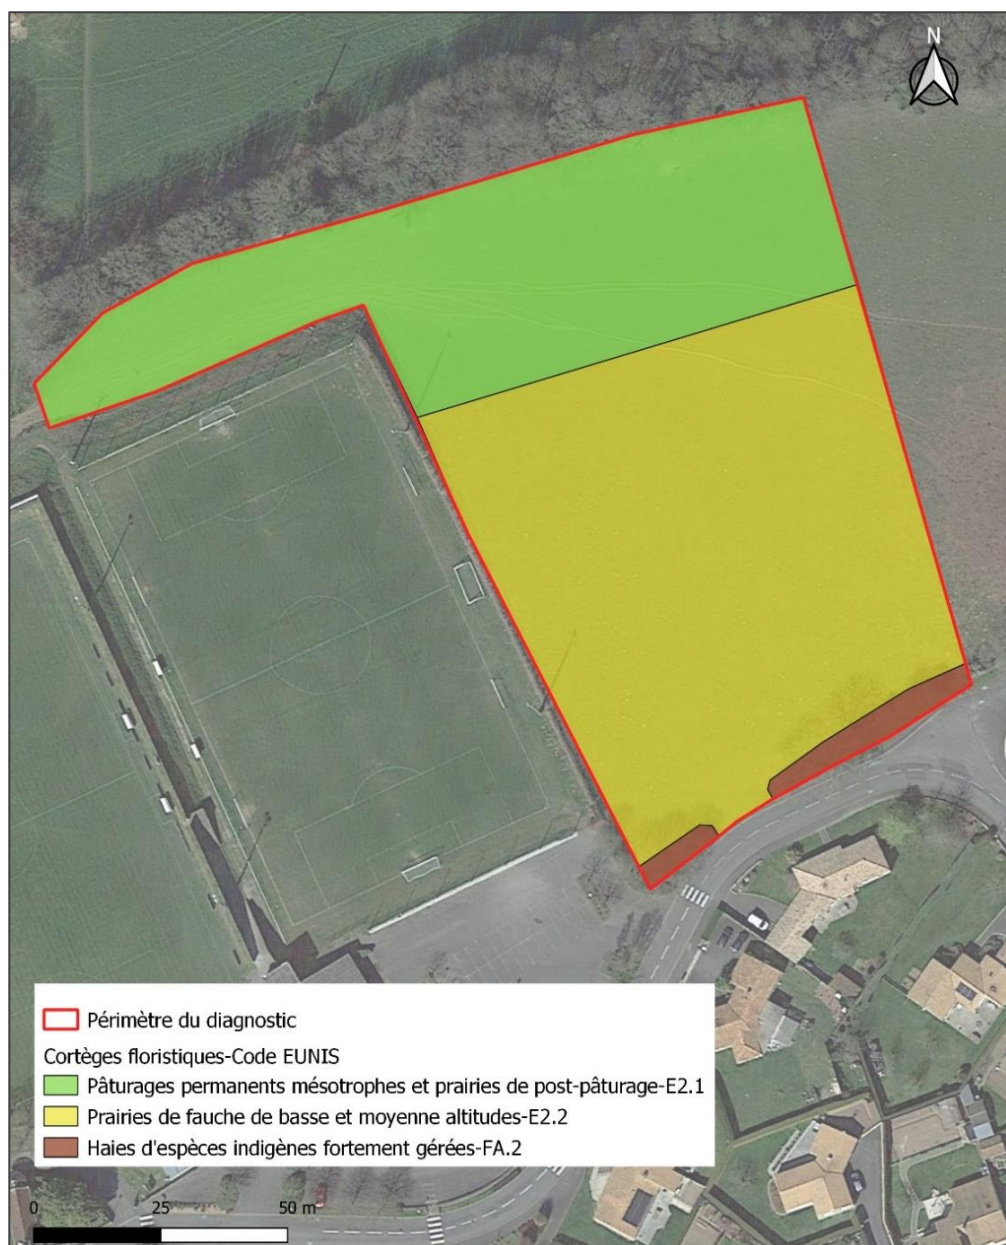 N
Périmètre du diagnostic
Cortèges floristiques-Code EUNIS
Pâturages permanents mésotrophes et prairies de post-pâturage-E2.1
Prairies de fauche de basse et moyenne altitudes-E2.2
Haies d'espèces indigènes fortement gérées-FA.2
0 25 50 m